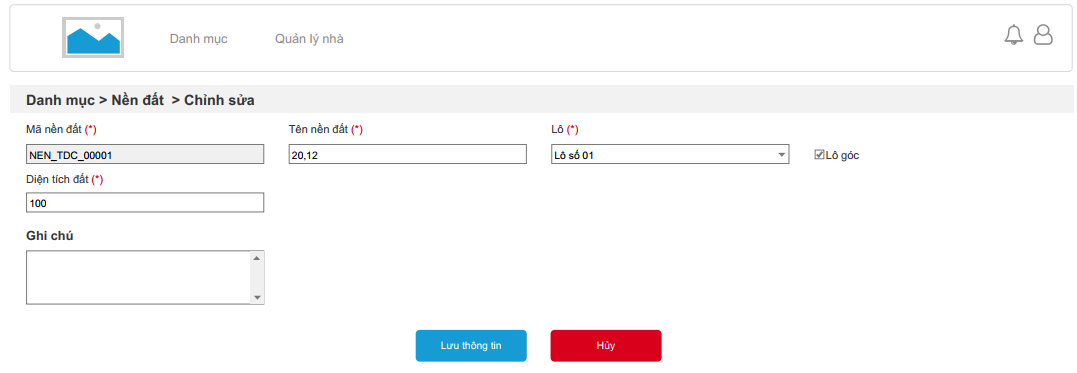 Danh mục Quản lý nhà
Danh mục > Nền đất > Chỉnh sửa
Mã nền đất (*) Tên nền đất (*) Lô (*)
NEN_TDC_00001 20,12 Lô số 01 Lô góc
Diện tích đất (*)
100
Ghi chú
Lưu thông tin Hủy